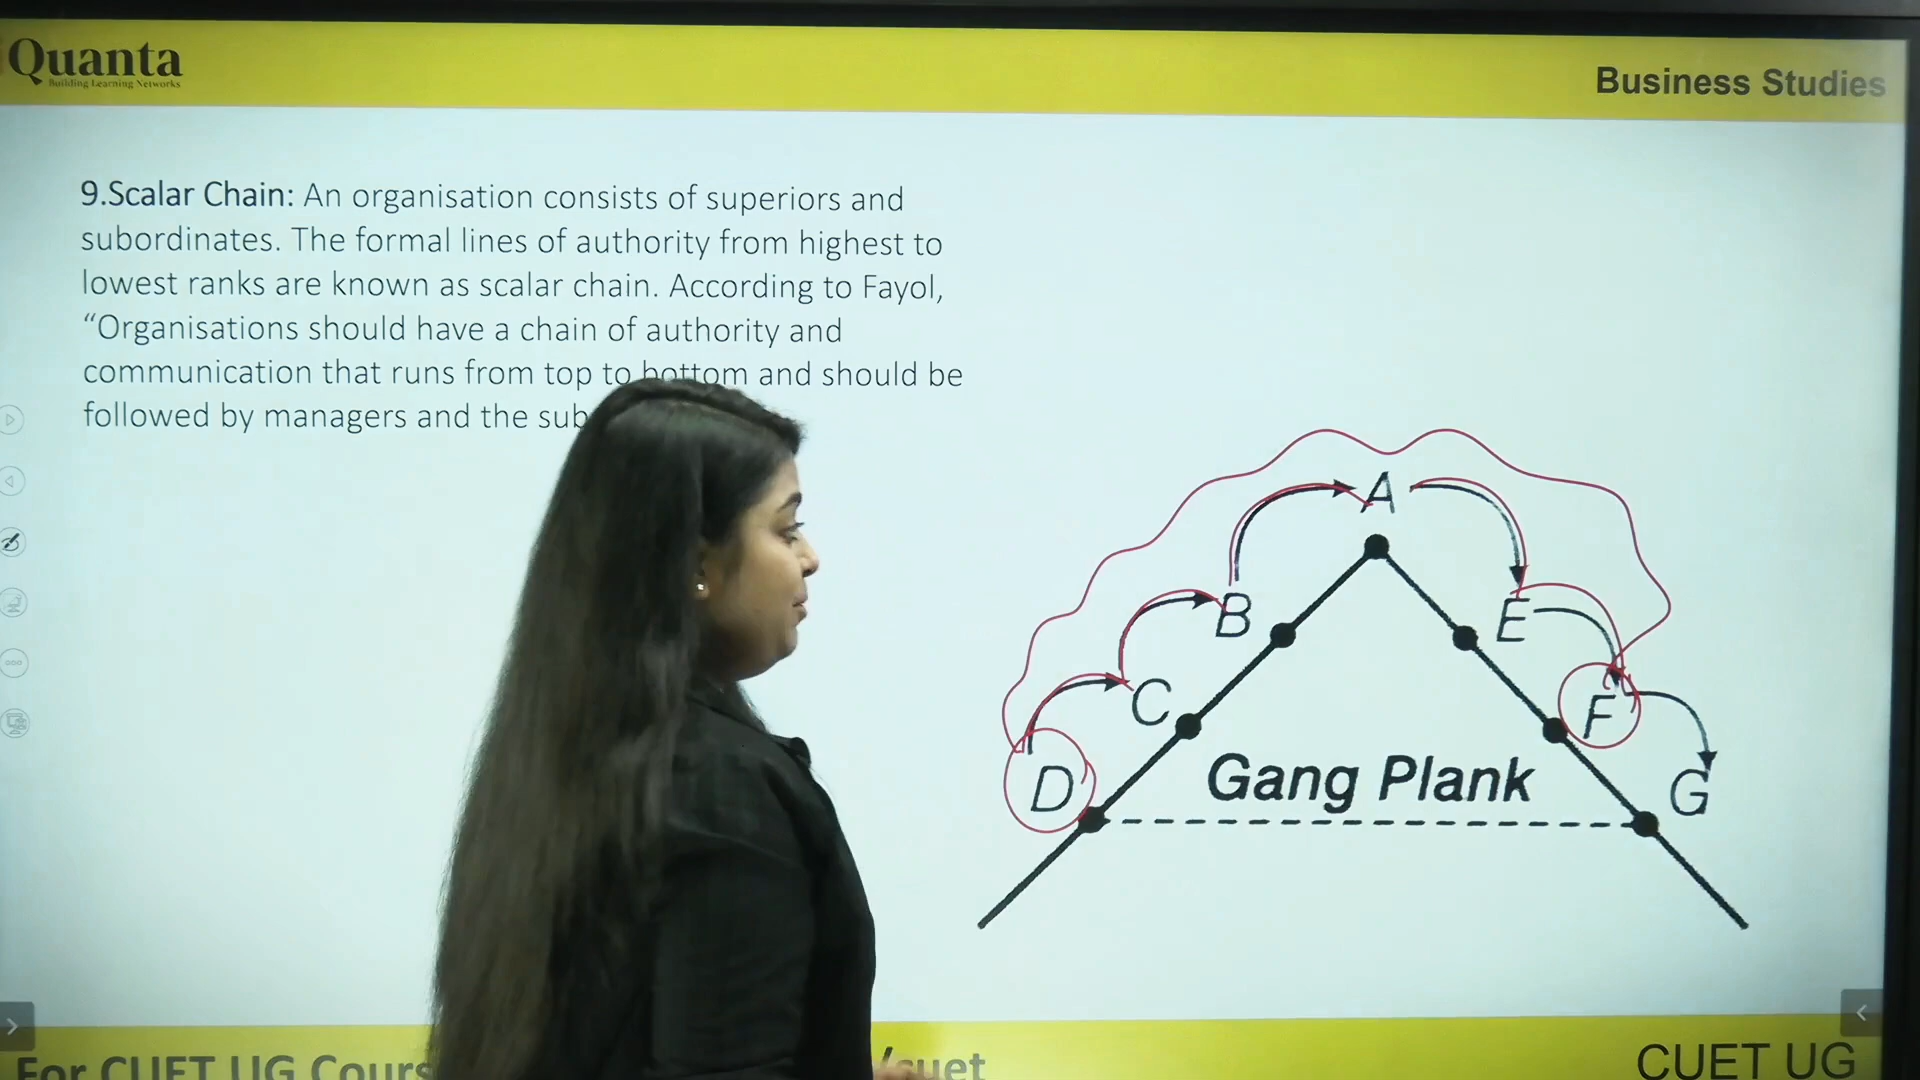 Quanta
Building Learning Networks
Business Studies
9.Scalar Chain: An organisation consists of superiors and
subordinates. The formal lines of authority from highest to
lowest ranks are known as scalar chain. According to Fayol,
“Organisations should have a chain of authority and
communication that runs from top to bottom and should be
followed by managers and the sub
A
B
E
C
F
D
Gang Plank
G
For CUET UG Cours
/cuet
CUET UG